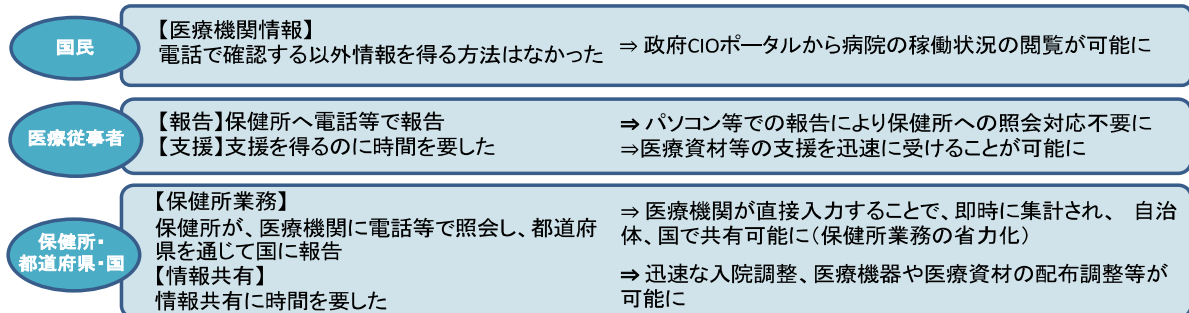 国民
【医療機関情報】
電話で確認する以外情報を得る方法はなかった
⇒ 政府CIOポータルから病院の稼働状況の閲覧が可能に
医療従事者
【報告】保健所へ電話等で報告
【支援】支援を得るのに時間を要した
⇒ パソコン等での報告により保健所への照会対応不要に
⇒医療資材等の支援を迅速に受けることが可能に
保健所・
都道府県・国
【保健所業務】
保健所が、医療機関に電話等で照会し、都道府
県を通じて国に報告
【情報共有】
情報共有に時間を要した
⇒ 医療機関が直接入力することで、即時に集計され、　自治
体、国で共有可能に（保健所業務の省力化）
⇒ 迅速な入院調整、医療機器や医療資材の配布調整等が
可能に